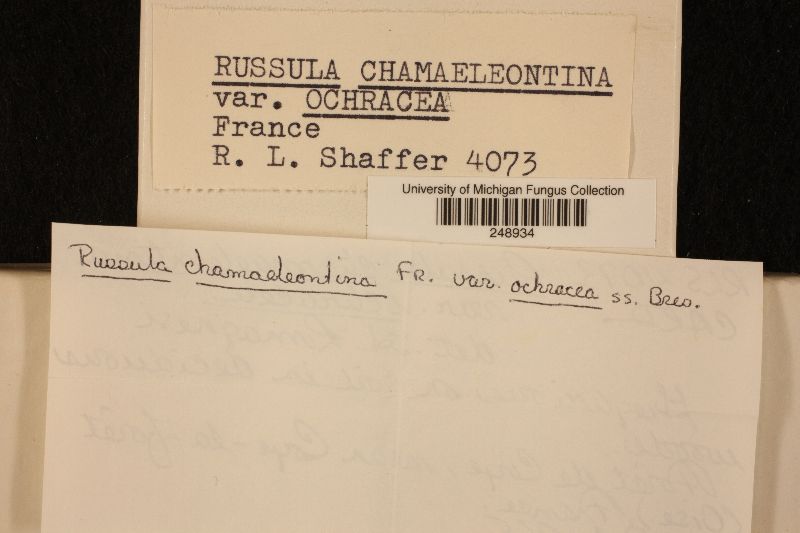 RUSSULA CHAMAELEONTINA
var. OCHRACEA
France
R. L. Shaffer 4073
University of Michigan Fungus Collection
248934
Russula chamaeleontina Fr. var. ochracea ss. Bres.